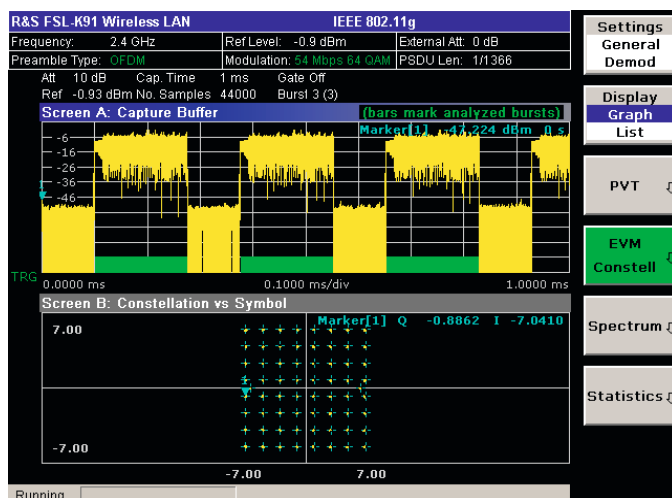 R&S FSL-K91 Wireless LAN IEEE 802.11g
Frequency: 2.4 GHz Ref Level: -0.9 dBm External Att: 0 dB
Preamble Type: OFDM Modulation: 54 Mbps 64 QAM PSDU Len: 1/1366
Att 10 dB Cap. Time 1 ms Gate Off
Ref -0.93 dBm No. Samples 44000 Burst 3 (3)
Screen A: Capture Buffer (bars mark analyzed bursts)
Marker[1] -47.224 dBm 0 s
-6
-16
-26
-36
-46
1
TRG
0.0000 ms 0.1000 ms/div 1.0000 ms
Screen B: Constellation vs Symbol
Marker[1] Q -0.8862 I -7.0410
7.00
1
-7.00
-7.00 7.00
Running
Settings
General
Demod
Display
Graph
List
PVT
EVM
Constell
Spectrum
Statistics